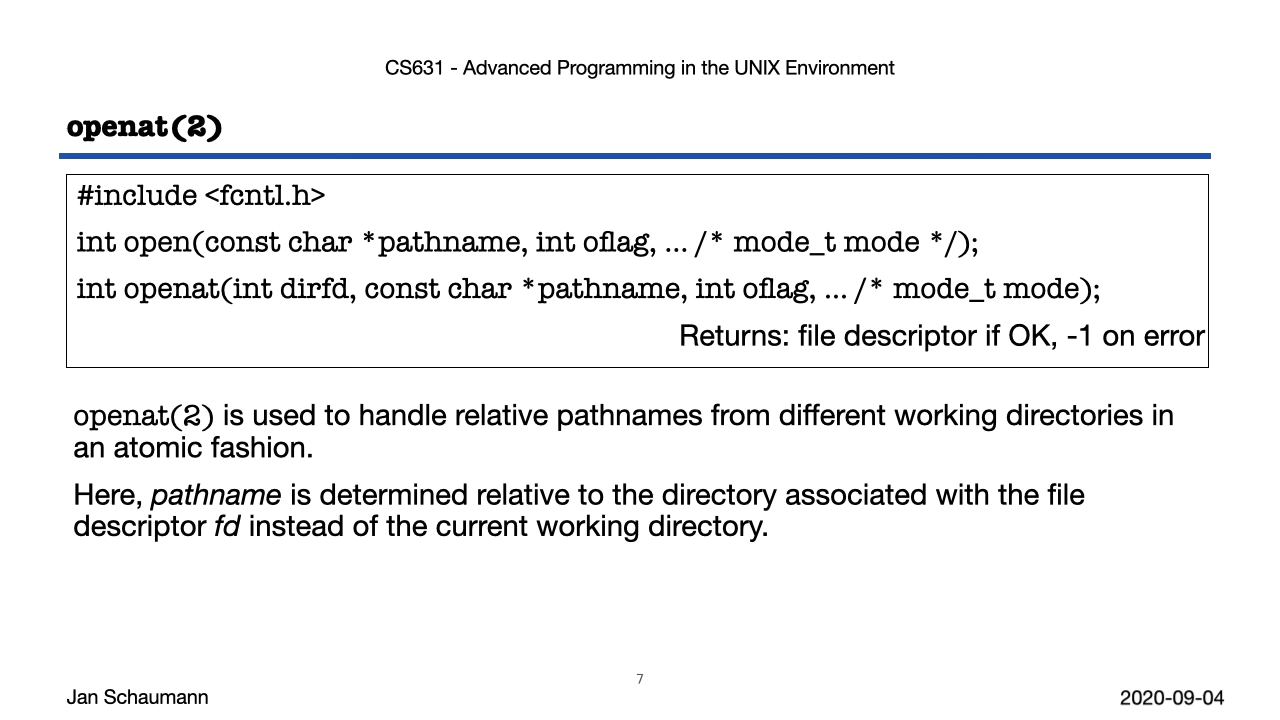 CS631 - Advanced Programming in the UNIX Environment
openat(2)
#include <fcntl.h>
int open(const char *pathname, int oflag, ... /* mode_t mode */);
int openat(int dirfd, const char *pathname, int oflag, ... /* mode_t mode);
Returns: file descriptor if OK, -1 on error
openat(2) is used to handle relative pathnames from different working directories in
an atomic fashion.
Here, pathname is determined relative to the directory associated with the file
descriptor fd instead of the current working directory.
7
Jan Schaumann
2020-09-04